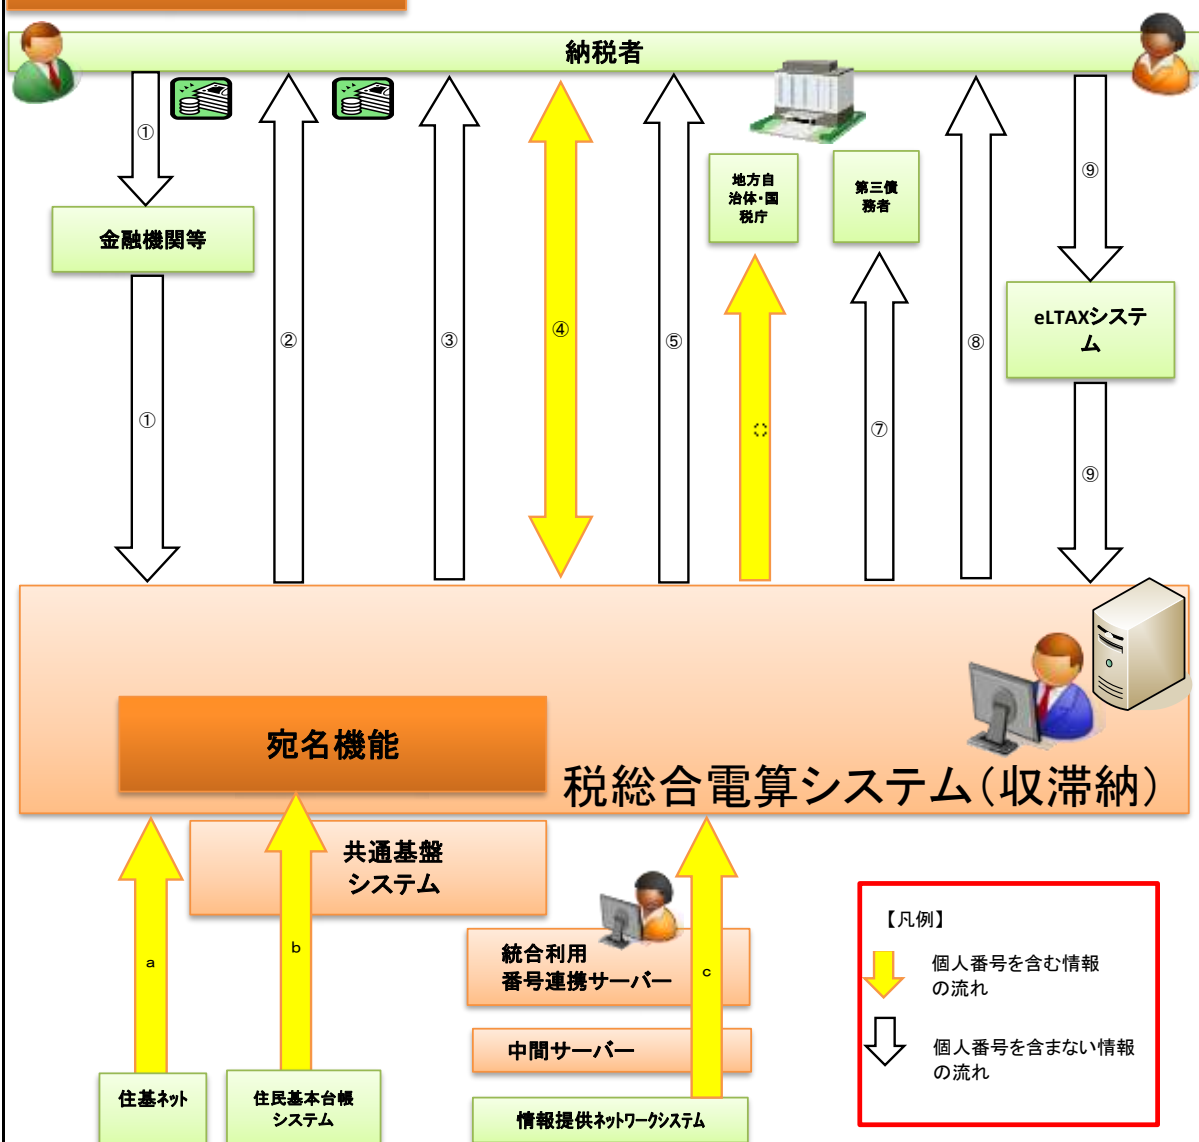 納税者
①
地方自
治体・国
税庁
第三債
務者
⑨
金融機関等
eLTAXシステ
ム
②
③
④
⑤
⑧
①
⑦
⑨
宛名機能
税総合電算システム（収滞納）
共通基盤
システム
a
b
c
統合利用
番号連携サーバー
中間サーバー
住基ネット
住民基本台帳
システム
情報提供ネットワークシステム
【凡例】
個人番号を含む情報
の流れ
個人番号を含まない情報
の流れ